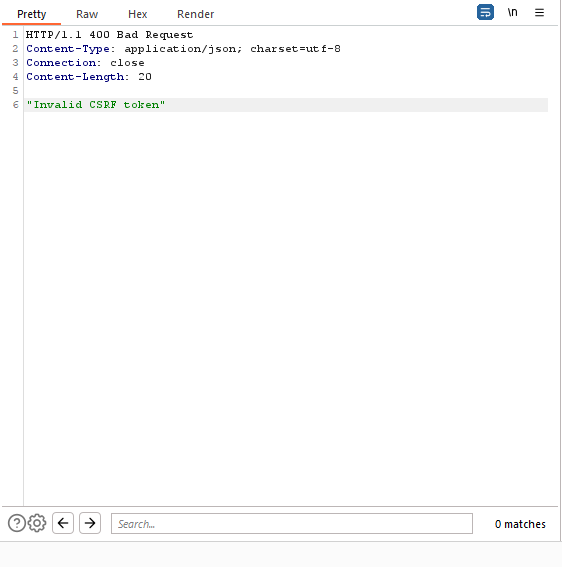 Pretty Raw Hex Render \n
1 HTTP/1.1 400 Bad Request
2 Content-Type: application/json; charset=utf-8
3 Connection: close
4 Content-Length: 20
5
6 "Invalid CSRF token"
? Search... 0 matches